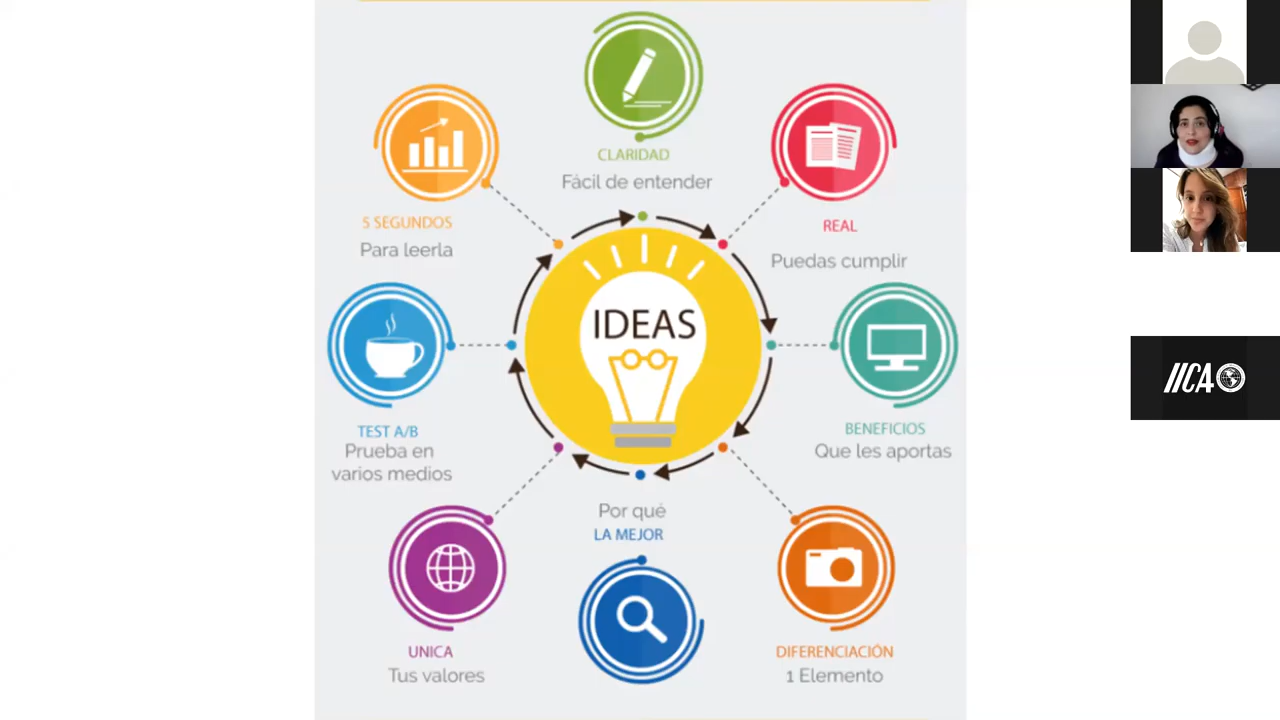 CLARIDAD
Fácil de entender
REAL
Puedas cumplir
BENEFICIOS
Que les aportas
DIFERENCIACIÓN
1 Elemento
Por qué
LA MEJOR
UNICA
Tus valores
TEST A/B
Prueba en
varios medios
5 SEGUNDOS
Para leerla
IDEAS
IICA